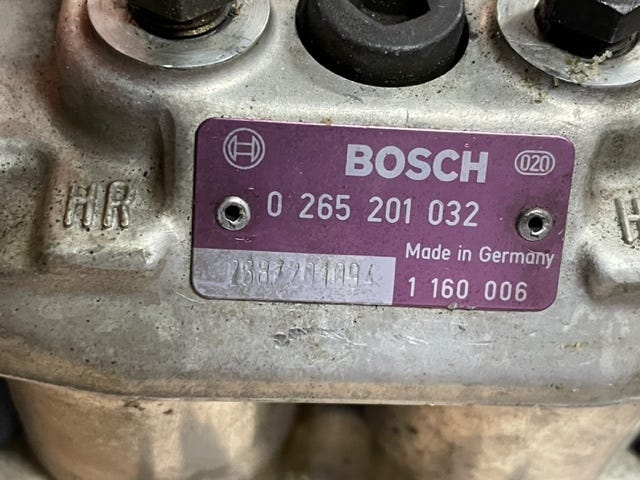 BOSCH 020
HR
0 265 201 032
Made in Germany
1 160 006